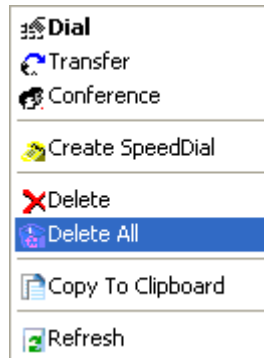 Dial
Transfer
Conference
Create SpeedDial
Delete
Delete All
Copy To Clipboard
Refresh